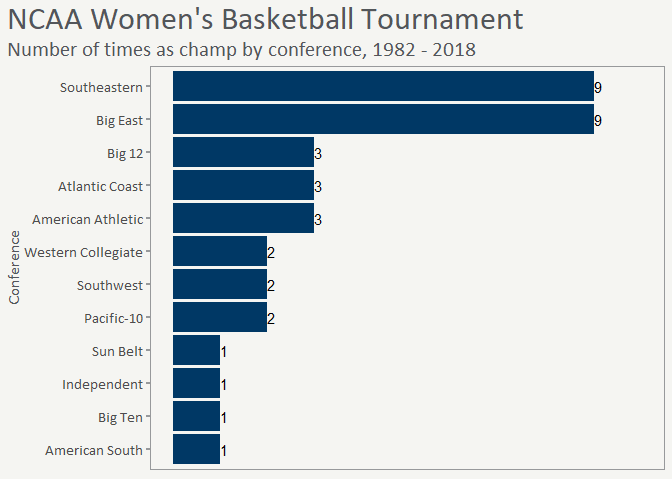 NCAA Women's Basketball Tournament
Number of times as champ by conference, 1982 - 2018
Conference
Southeastern 9
Big East 9
Big 12 3
Atlantic Coast 3
American Athletic 3
Western Collegiate 2
Southwest 2
Pacific-10 2
Sun Belt 1
Independent 1
Big Ten 1
American South 1